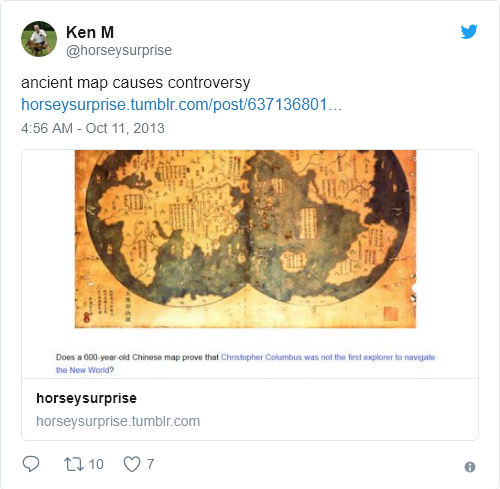 Ken M
@horseysurprise
ancient map causes controversy
horseysurprise.tumblr.com/post/637136801…
4:56 AM - Oct 11, 2013
Does a 600-year-old Chinese map prove that Christopher Columbus was not the first explorer to navigate
the New World?
horseysurprise
horseysurprise.tumblr.com
10
7